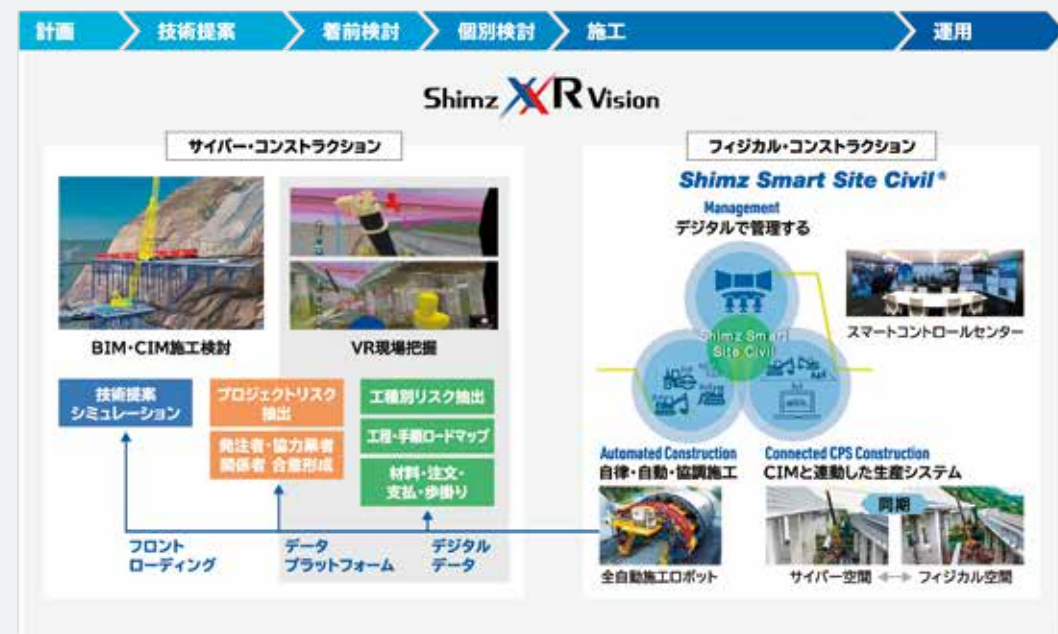 計画
技術提案
着前検討
個別検討
施工
運用
Shimz XXR Vision
サイバー・コンストラクション
BIM・CIM施工検討
VR現場把握
技術提案
シミュレーション
プロジェクトリスク
抽出
発注者・協力業者
関係者 合意形成
工種別リスク抽出
工程・手順ロードマップ
材料・注文・
支払・歩掛り
フロント
ローディング
データ
プラットフォーム
デジタル
データ
フィジカル・コンストラクション
Shimz Smart Site Civil®
Management
デジタルで管理する
Shimz Smart
Site Civil
スマートコントロールセンター
Automated Construction
自律・自動・協調施工
全自動施工ロボット
Connected CPS Construction
CIMと連動した生産システム
同期
サイバー空間
フィジカル空間